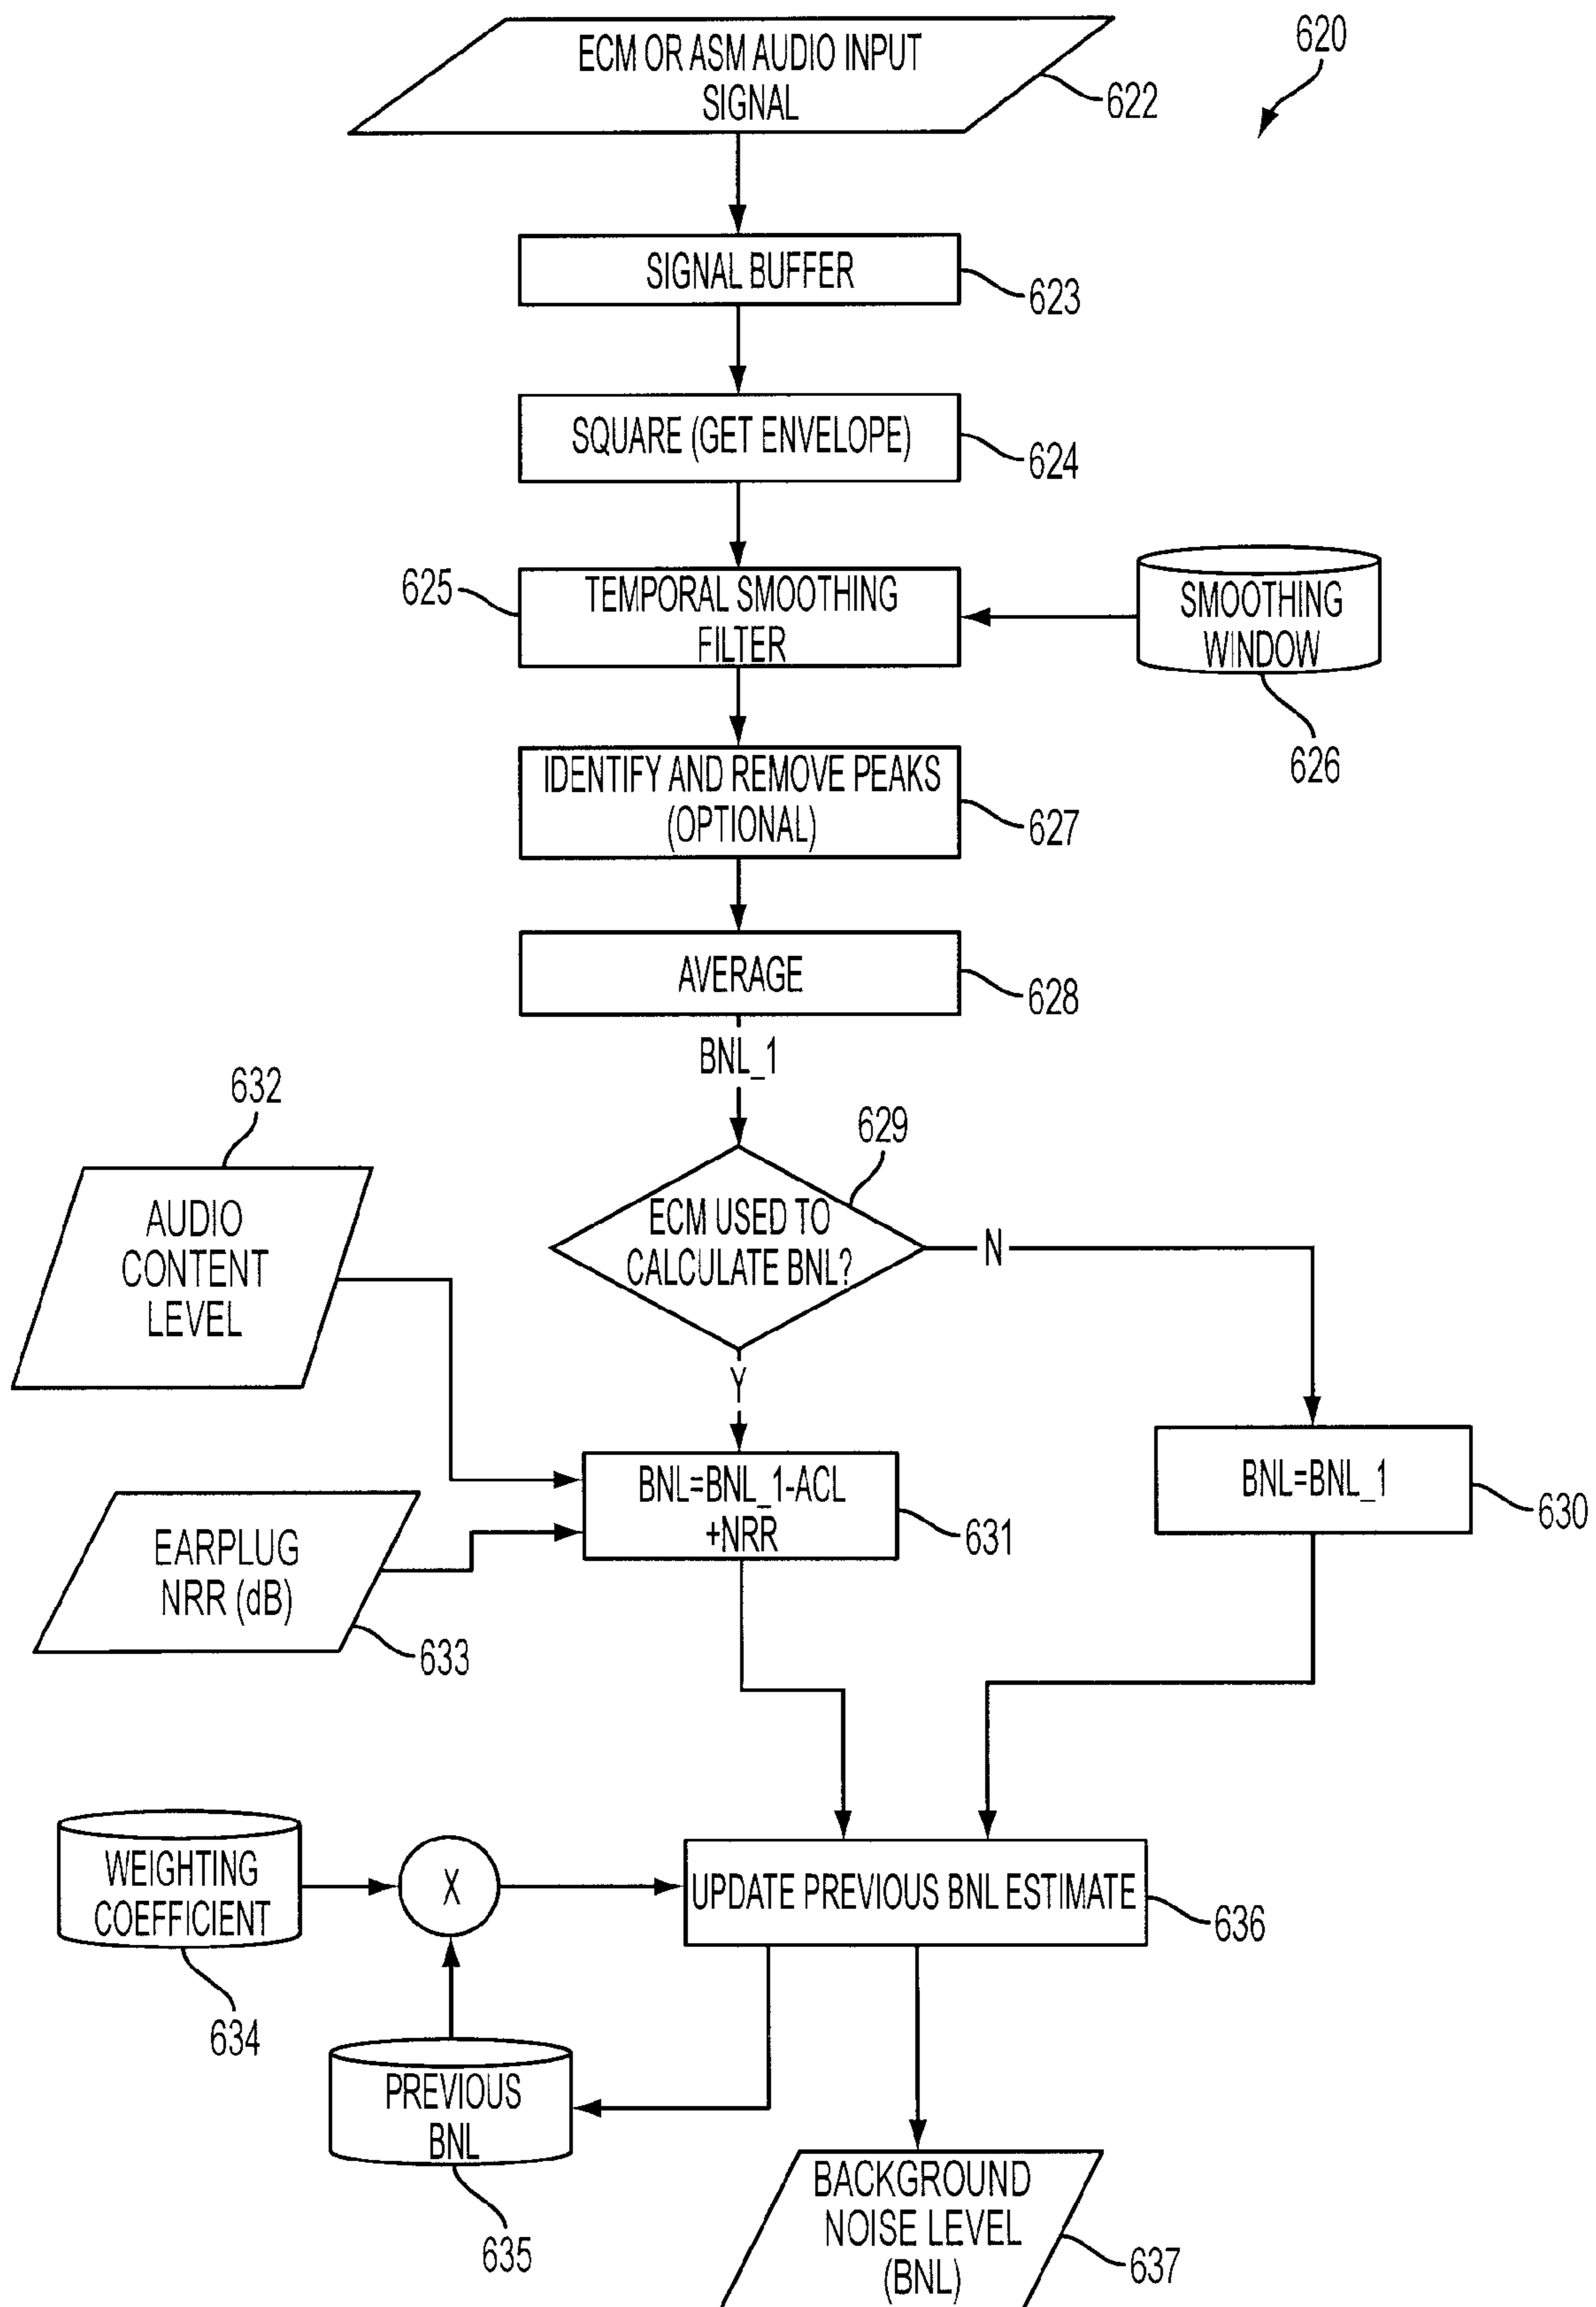 ECM OR ASM AUDIO INPUT
SIGNAL
622
620
SIGNAL BUFFER
623
SQUARE (GET ENVELOPE)
624
625
TEMPORAL SMOOTHING
FILTER
SMOOTHING
WINDOW
626
IDENTIFY AND REMOVE PEAKS
(OPTIONAL)
627
AVERAGE
628
BNL_1
632
AUDIO
CONTENT
LEVEL
629
ECM USED TO
CALCULATE BNL?
N
Y
BNL=BNL_1-ACL
+NRR
631
BNL=BNL_1
630
EARPLUG
NRR (dB)
633
WEIGHTING
COEFFICIENT
634
X
UPDATE PREVIOUS BNL ESTIMATE
636
PREVIOUS
BNL
635
BACKGROUND
NOISE LEVEL
(BNL)
637